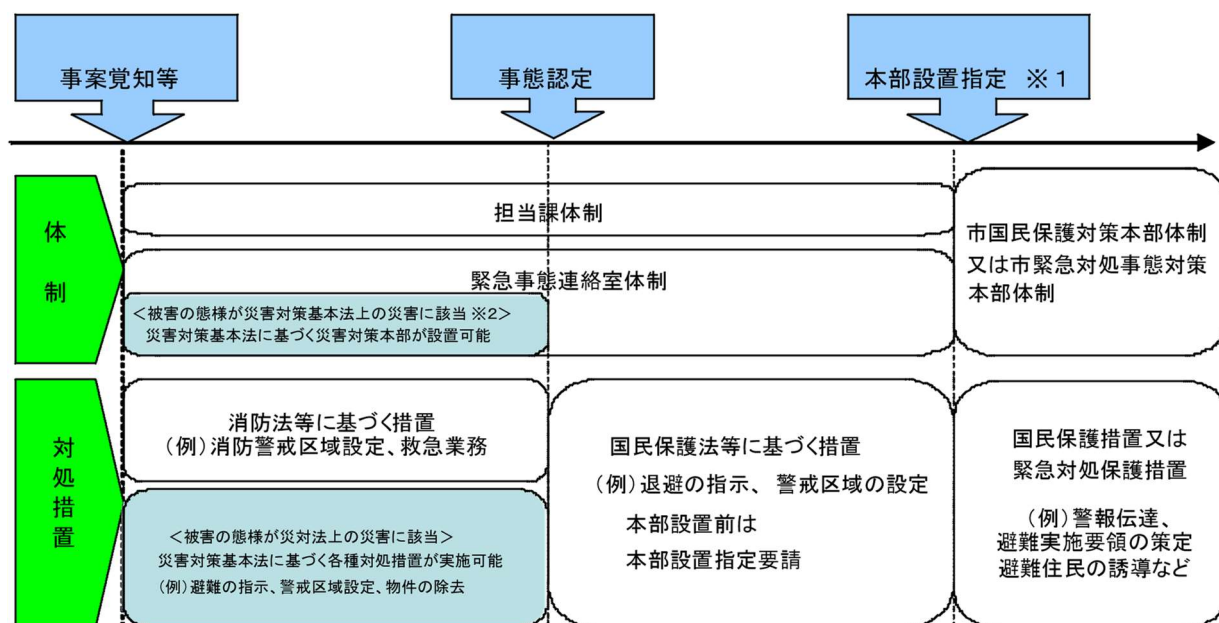 事案覚知等
事態認定
本部設置指定 ※1
体
制
担当課体制
緊急事態連絡室体制
<被害の態様が災害対策基本法上の災害に該当 ※2>
災害対策基本法に基づく災害対策本部が設置可能
市国民保護対策本部体制
又は市緊急対処事態対策
本部体制
対
処
措
置
消防法等に基づく措置
(例)消防警戒区域設定、救急業務
<被害の態様が災対法上の災害に該当>
災害対策基本法に基づく各種対処措置が実施可能
(例)避難の指示、警戒区域設定、物件の除去
国民保護法等に基づく措置
(例)退避の指示、警戒区域の設定
本部設置前は
本部設置指定要請
国民保護措置又は
緊急対処保護措置
(例)警報伝達、
避難実施要領の策定
避難住民の誘導など